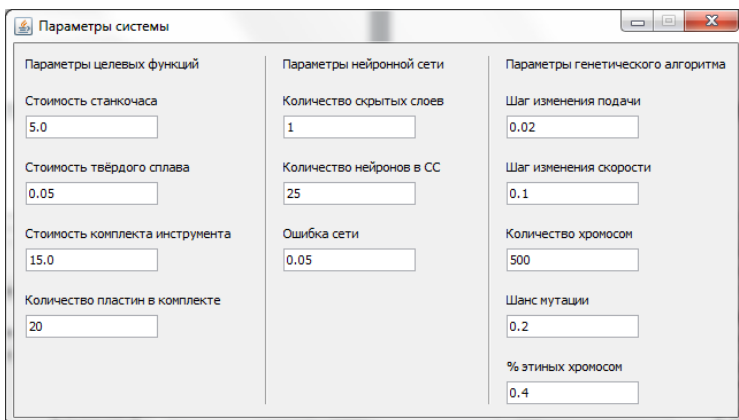 Параметры системы
Параметры целевых функций
Стоимость станкочаса
5.0
Стоимость твёрдого сплава
0.05
Стоимость комплекта инструмента
15.0
Количество пластин в комплекте
20
Параметры нейронной сети
Количество скрытых слоев
1
Количество нейронов в СС
25
Ошибка сети
0.05
Параметры генетического алгоритма
Шаг изменения подачи
0.02
Шаг изменения скорости
0.1
Количество хромосом
500
Шанс мутации
0.2
% этиных хромосом
0.4